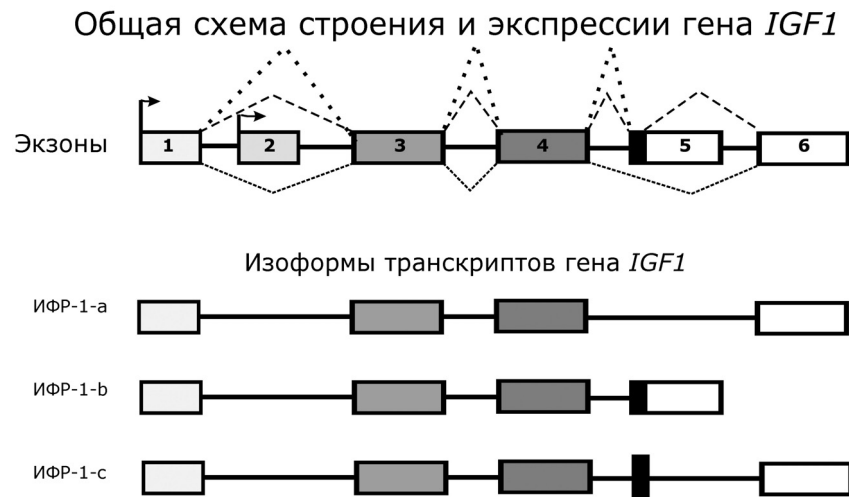 Общая схема строения и экспрессии гена IGF1
Экзоны 1 2 3 4 5 6
Изоформы транскриптов гена IGF1
ИФР-1-a
ИФР-1-b
ИФР-1-c